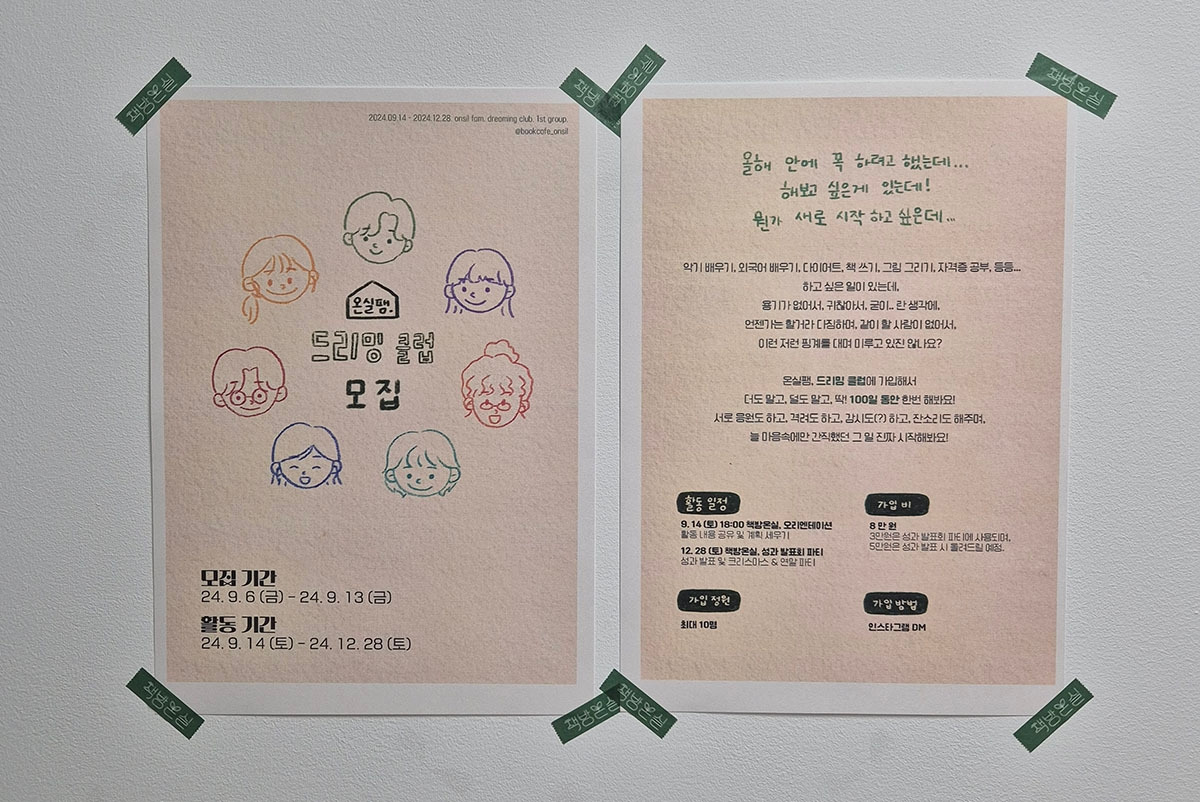 2024.09.14 - 2024.12.28. onsil fam. dreaming club. 1st group.
@bookcafe_onsil
온실팸.
드리밍 클럽
모집
모집 기간
24. 9. 6 (금) - 24. 9. 13 (금)
활동 기간
24. 9. 14 (토) - 24. 12. 28 (토)
올해 안에 꼭 하려고 했는데...
해보고 싶은게 있는데!
뭔가 새로 시작 하고 싶은데...
악기 배우기, 외국어 배우기, 다이어트, 책 쓰기, 그림 그리기, 자격증 공부, 등등...
하고 싶은 일이 있는데,
용기가 없어서, 귀찮아서, 굳이.. 란 생각에,
언젠가는 할거라 다짐하며, 같이 할 사람이 없어서,
이런 저런 핑계를 대며 미루고 있진 않나요?
온실팸, 드리밍 클럽에 가입해서
더도 말고, 덜도 말고, 딱! 100일 동안 한번 해봐요!
서로 응원도 하고, 격려도 하고, 감시도(?) 하고, 잔소리도 해주며,
늘 마음속에만 간직했던 그 일 진짜 시작해봐요!
활동 일정
9. 14 (토) 18:00 책방온실, 오리엔테이션
활동 내용 공유 및 계획 세우기
12. 28 (토) 책방온실, 성과 발표회 파티
성과 발표 및 크리스마스 & 연말 파티
가입 비
8만 원
3만원은 성과 발표회 파티에 사용되며,
5만원은 성과 발표 시 돌려드릴 예정.
가입 정원
최대 10명
가입 방법
인스타그램 DM
책방온실
책방
책방온실
책방온실
책방온실
책방온실
책방온실
책방온실